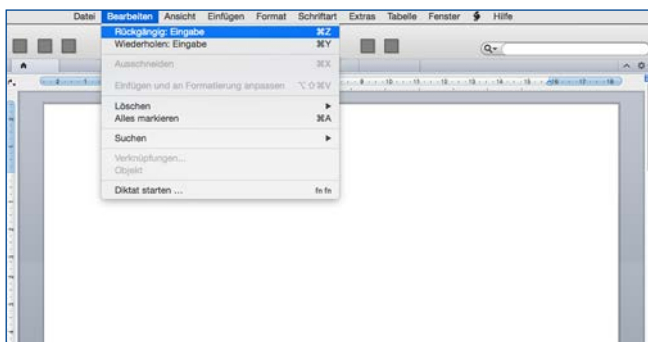 Datei Bearbeiten Ansicht Einfügen Format Schriftart Extras Tabelle Fenster Hilfe
Rückgängig: Eingabe ⌘Z
Wiederholen: Eingabe ⌘Y
Ausschneiden ⌘X
Einfügen und an Formatierung anpassen ⌥⇧⌘V
Löschen ▶
Alles markieren ⌘A
Suchen ▶
Verknüpfungen...
Objekt
Diktat starten ... fn fn